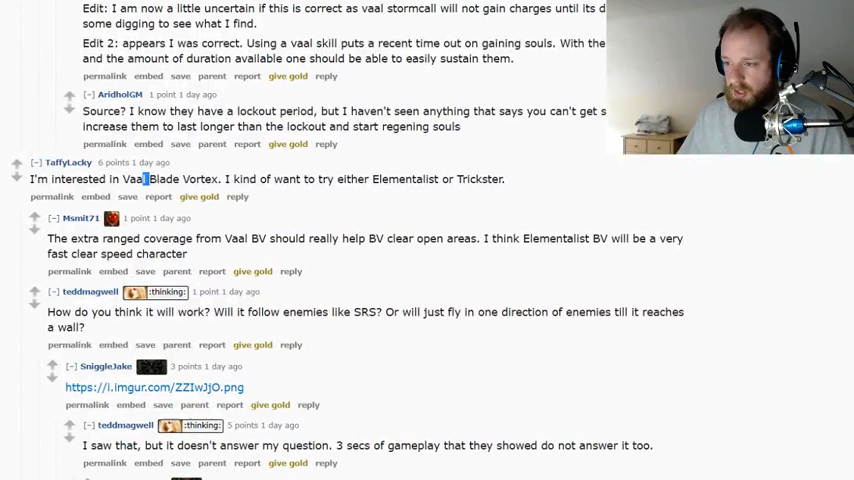 Edit: I am now a little uncertain if this is correct as vaal stormcall will not gain charges until its d
some digging to see what I find.
Edit 2: appears I was correct. Using a vaal skill puts a recent time out on gaining souls. With the
and the amount of duration available one should be able to easily sustain them.
permalink embed save parent report give gold reply
[-] AridholGM 1 point 1 day ago
Source? I know they have a lockout period, but I haven't seen anything that says you can't get s
increase them to last longer than the lockout and start regening souls
permalink embed save parent report give gold reply
[-] TaffyLacky 6 points 1 day ago
I'm interested in Vaal Blade Vortex. I kind of want to try either Elementalist or Trickster.
permalink embed save report give gold reply
[-] Msmit71 1 point 1 day ago
The extra ranged coverage from Vaal BV should really help BV clear open areas. I think Elementalist BV will be a very
fast clear speed character
permalink embed save parent report give gold reply
[-] teddmagwell :thinking: 1 point 1 day ago
How do you think it will work? Will it follow enemies like SRS? Or will just fly in one direction of enemies till it reaches
a wall?
permalink embed save parent report give gold reply
[-] SniggleJake 3 points 1 day ago
https://i.imgur.com/ZZIwJjO.png
permalink embed save parent report give gold reply
[-] teddmagwell :thinking: 5 points 1 day ago
I saw that, but it doesn't answer my question. 3 secs of gameplay that they showed do not answer it too.
permalink embed save parent report give gold reply